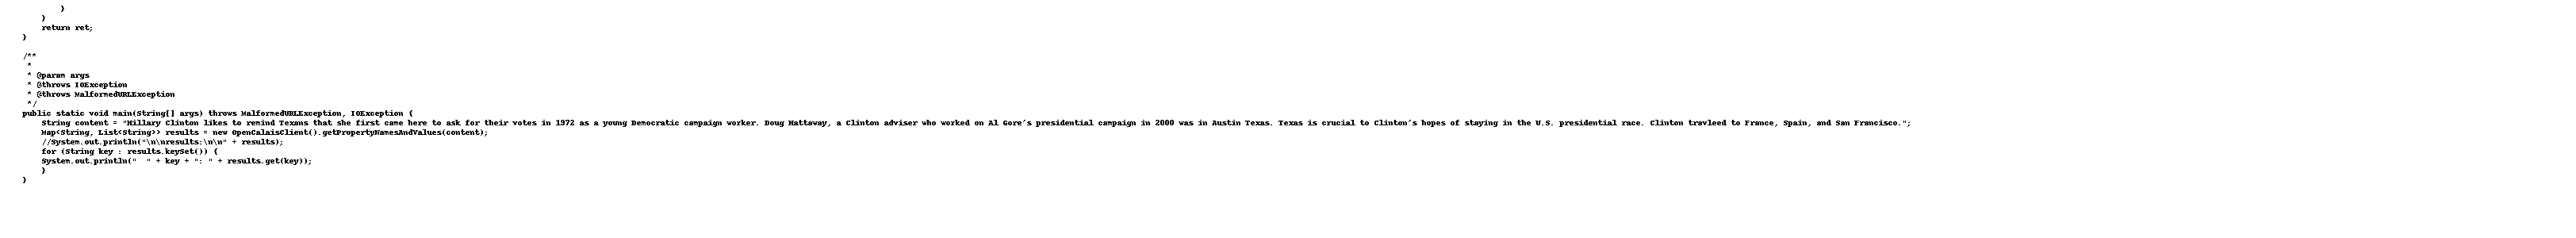 }
}
return ret;
}
/**
*
* @param args
* @throws IOException
* @throws MalformedURLException
*/
public static void main(String[] args) throws MalformedURLException, IOException {
String content = "Hillary Clinton likes to remind Texans that she first came here to ask for their votes in 1972 as a young Democratic campaign worker. Doug Hattaway, a Clinton adviser who worked on Al Gore's presidential campaign in 2000 was in Austin Texas. Texas is crucial to Clinton's hopes of staying in the U.S. presidential race. Clinton travleed to France, Spain, and San Francisco.";
Map<String, List<String>> results = new OpenCalaisClient().getPropertyNamesAndValues(content);
//System.out.println("\n\nresults:\n\n" + results);
for (String key : results.keySet()) {
System.out.println("  " + key + ": " + results.get(key));
}
}